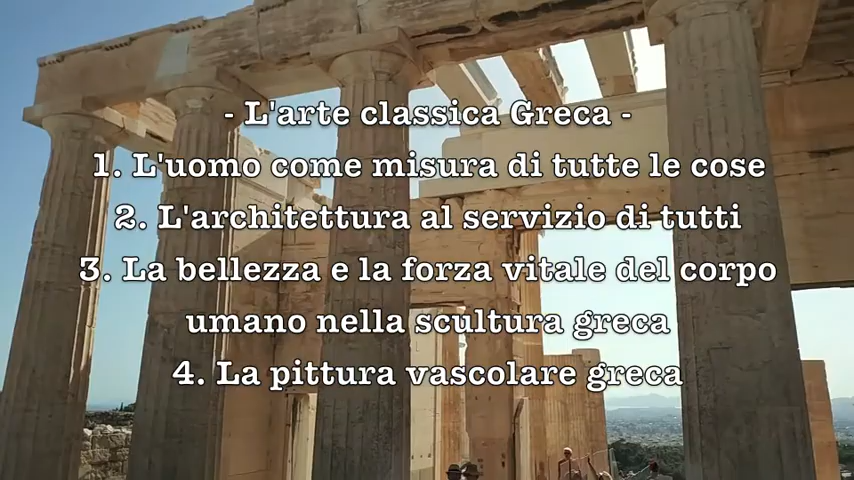 - L'arte classica Greca -
1. L'uomo come misura di tutte le cose
2. L'architettura al servizio di tutti
3. La bellezza e la forza vitale del corpo
umano nella scultura greca
4. La pittura vascolare greca